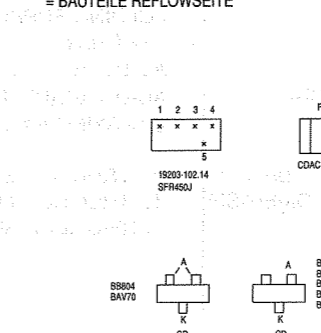 = BAUTEILE REFLOWSEITE
1 2 3 4
x x x x
x
5
19203-102.14
SFR450J
CDAC
A
BB804
BAV70
K
A
K